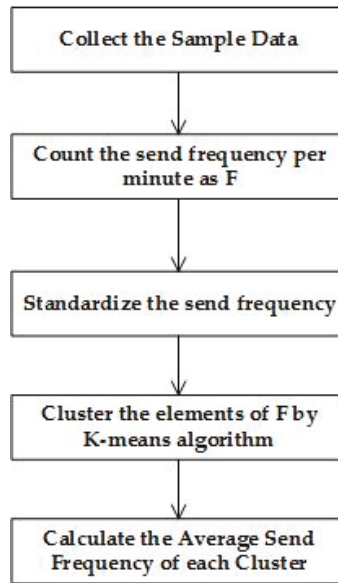 Collect the Sample Data
Count the send frequency per
minute as F
Standardize the send frequency
Cluster the elements of F by
K-means algorithm
Calculate the Average Send
Frequency of each Cluster